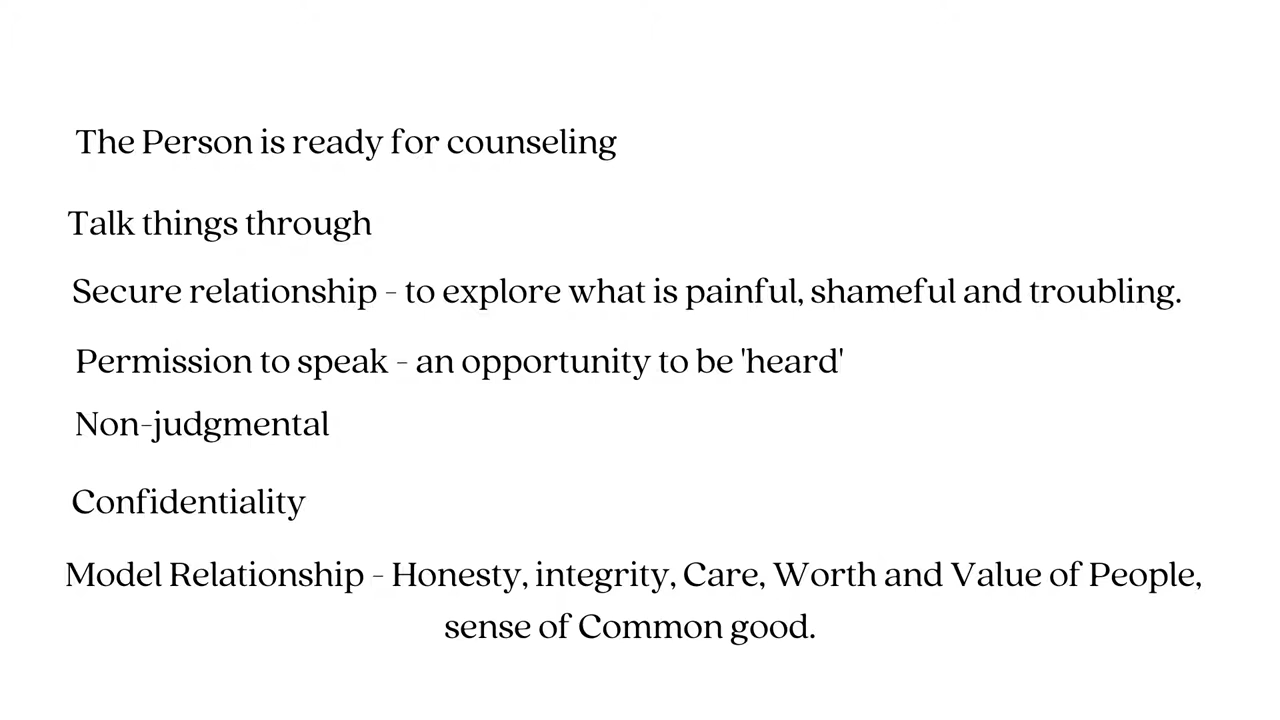 The Person is ready for counseling
Talk things through
Secure relationship - to explore what is painful, shameful and troubling.
Permission to speak - an opportunity to be 'heard'
Non-judgmental
Confidentiality
Model Relationship - Honesty, integrity, Care, Worth and Value of People,
sense of Common good.